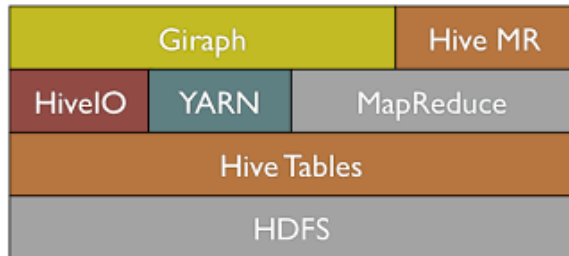 Giraph Hive MR
HiveIO YARN MapReduce
Hive Tables
HDFS